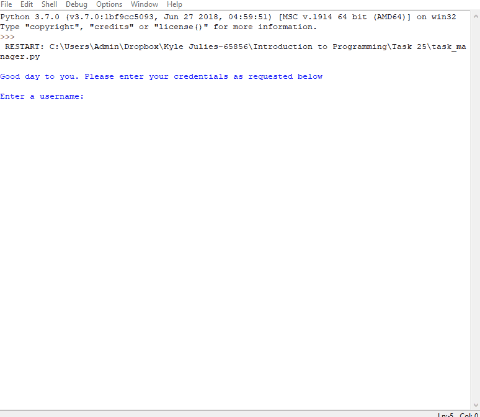 File Edit Shell Debug Options Window Help
Python 3.7.0 (v3.7.0:1bf9cc5093, Jun 27 2018, 04:59:51) [MSC v.1914 64 bit (AMD64)] on win32
Type "copyright", "credits" or "license()" for more information.
>>>
RESTART: C:\Users\Admin\Dropbox\Kyle Julies-65856\Introduction to Programming\Task 25\task_ma
nager.py
Good day to you. Please enter your credentials as requested below
Enter a username:
Ln: 5 Col: 0